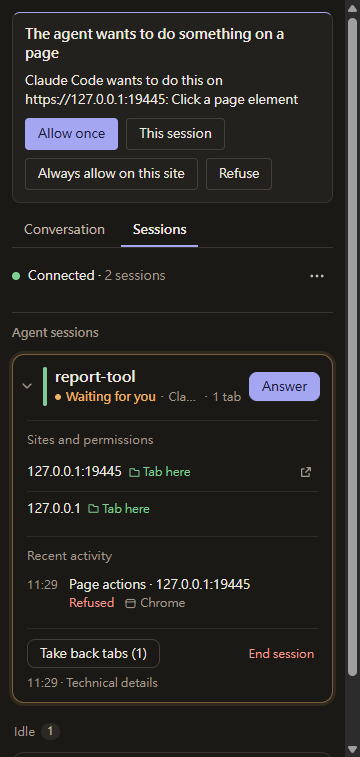 The agent wants to do something on a
page
Claude Code wants to do this on
https://127.0.0.1:19445: Click a page element
Allow once
This session
Always allow on this site
Refuse
Conversation
Sessions
Connected · 2 sessions
Agent sessions
report-tool
Waiting for you · Cla... · 1 tab
Answer
Sites and permissions
127.0.0.1:19445 Tab here
127.0.0.1 Tab here
Recent activity
11:29 Page actions · 127.0.0.1:19445
Refused Chrome
Take back tabs (1)
End session
11:29 · Technical details
Idle 1